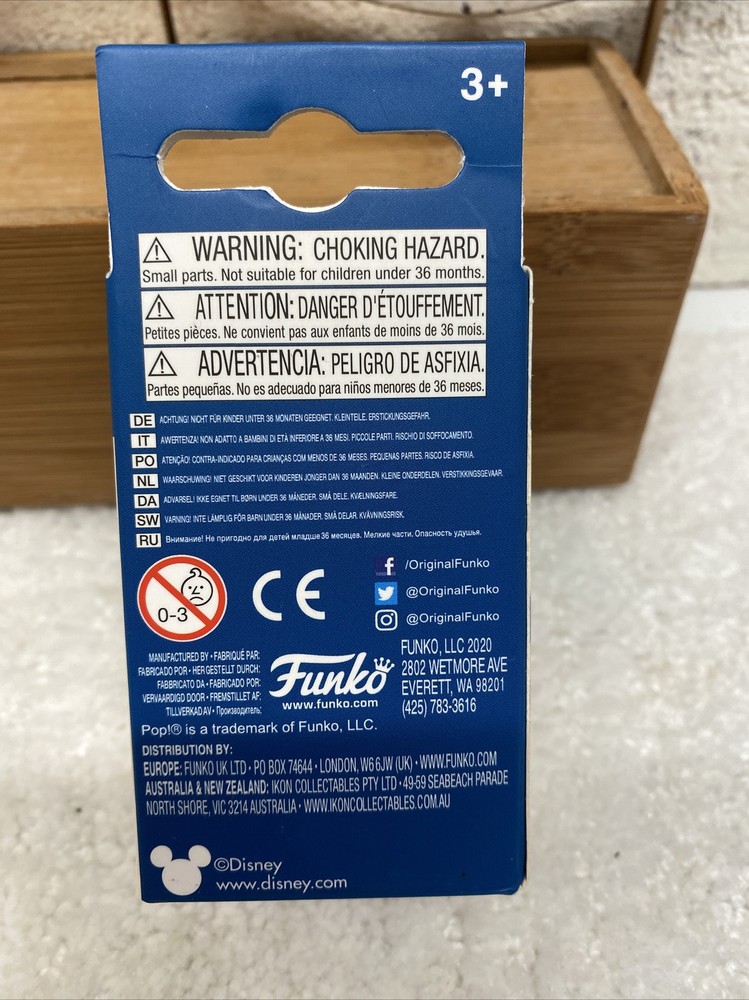 3+
WARNING: CHOKING HAZARD.
Small parts. Not suitable for children under 36 months.
ATTENTION: DANGER D'ÉTOUFFEMENT.
Petites pièces. Ne convient pas aux enfants de moins de 36 mois.
ADVERTENCIA: PELIGRO DE ASFIXIA.
Partes pequeñas. No es adecuado para niños menores de 36 meses.
DE ACHTUNG! NICHT FÜR KINDER UNTER 36 MONATEN GEEIGNET. KLEINTEILE. ERSTICKUNGSGEFAHR.
IT AVVERTENZA! NON ADATTO A BAMBINI DI ETÀ INFERIORE A 36 MESI. PICCOLE PARTI. RISCHIO DI SOFFOCAMENTO.
PO ATENÇÃO! CONTRA-INDICADO PARA CRIANÇAS COM MENOS DE 36 MESES. PEQUENAS PARTES. RISCO DE ASFIXIA.
NL WAARSCHUWING! NIET GESCHIKT VOOR KINDEREN JONGER DAN 36 MAANDEN. KLEINE ONDERDELEN. VERSTIKKINGSGEVAAR.
DA ADVARSEL! IKKE EGNET TIL BØRN UNDER 36 MÅNEDER. SMÅ DELE. KVÆLNINGSFARE.
SW VARNING! INTE LÄMPLIG FÖR BARN UNDER 36 MÅNADER. SMÅ DELAR. KVÄVNINGSRISK.
RU Внимание! Не пригодно для детей младше 36 месяцев. Мелкие части. Опасность удушья.
0-3
CE
/OriginalFunko
@OriginalFunko
@OriginalFunko
MANUFACTURED BY • FABRIQUÉ PAR:
FABRICADO POR • HERGESTELLT DURCH:
FABBRICATO DA • FABRICADO POR:
VERVAARDIGD DOOR • FREMSTILLET AF:
TILLVERKAD AV • Производитель:
Funko
www.funko.com
FUNKO, LLC 2020
2802 WETMORE AVE
EVERETT, WA 98201
(425) 783-3616
Pop!® is a trademark of Funko, LLC.
DISTRIBUTION BY:
EUROPE: FUNKO UK LTD • PO BOX 74644 • LONDON, W6 6JW (UK) • WWW.FUNKO.COM
AUSTRALIA & NEW ZEALAND: IKON COLLECTABLES PTY LTD • 49-59 SEABEACH PARADE
NORTH SHORE, VIC 3214 AUSTRALIA • WWW.IKONCOLLECTABLES.COM.AU
©Disney
www.disney.com